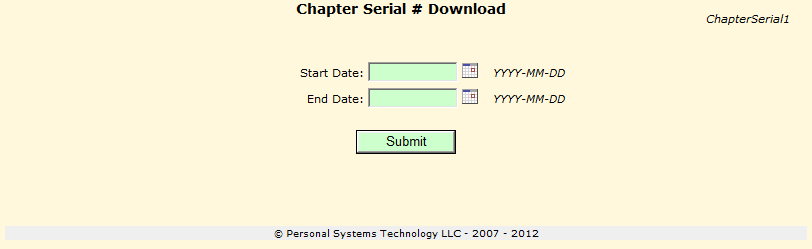 Chapter Serial # Download
ChapterSerial1
Start Date: YYYY-MM-DD
End Date: YYYY-MM-DD
Submit
© Personal Systems Technology LLC - 2007 - 2012